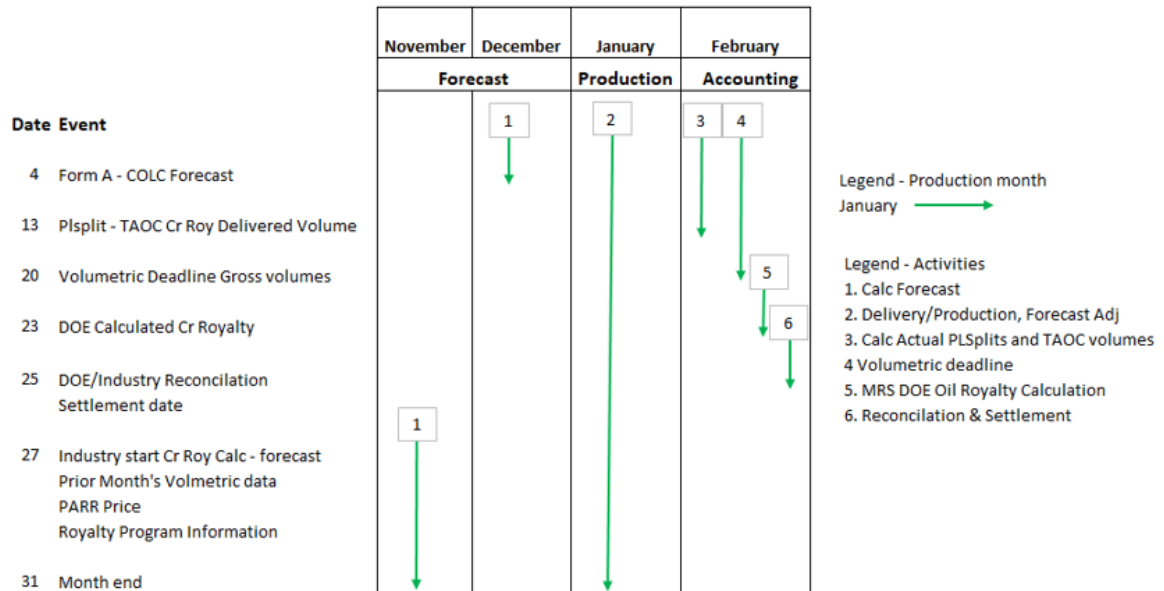 November December January February
Forecast Production Accounting
Date Event
1 2 3 4
4 Form A - COLC Forecast
13 Plsplit - TAOC Cr Roy Delivered Volume
20 Volumetric Deadline Gross volumes
5
23 DOE Calculated Cr Royalty
6
25 DOE/Industry Reconcilation
Settlement date
1
27 Industry start Cr Roy Calc - forecast
Prior Month's Volmetric data
PARR Price
Royalty Program Information
31 Month end
Legend - Production month
January
Legend - Activities
1. Calc Forecast
2. Delivery/Production, Forecast Adj
3. Calc Actual PLSplits and TAOC volumes
4 Volumetric deadline
5. MRS DOE Oil Royalty Calculation
6. Reconcilation & Settlement